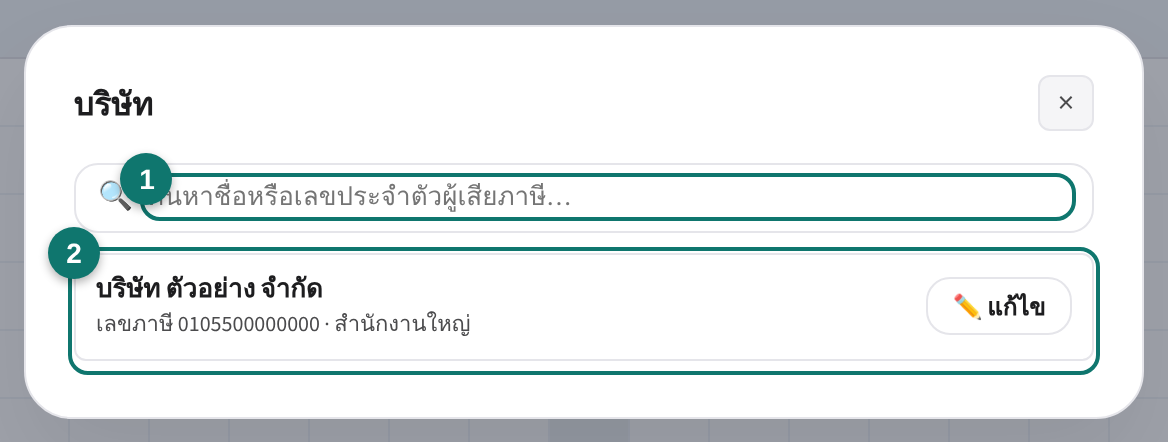 บริษัท
×
1
นหาชื่อหรือเลขประจำตัวผู้เสียภาษี...
2
บริษัท ตัวอย่าง จำกัด
เลขภาษี 0105500000000 · สำนักงานใหญ่
แก้ไข